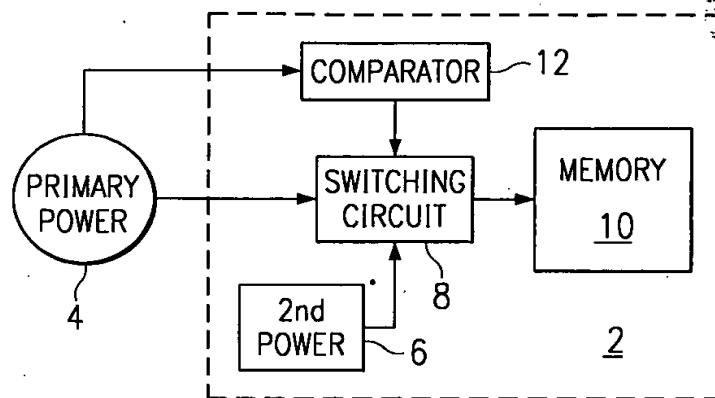 COMPARATOR
12
PRIMARY
POWER
4
SWITCHING
CIRCUIT
8
MEMORY
10
2nd
POWER
6
2